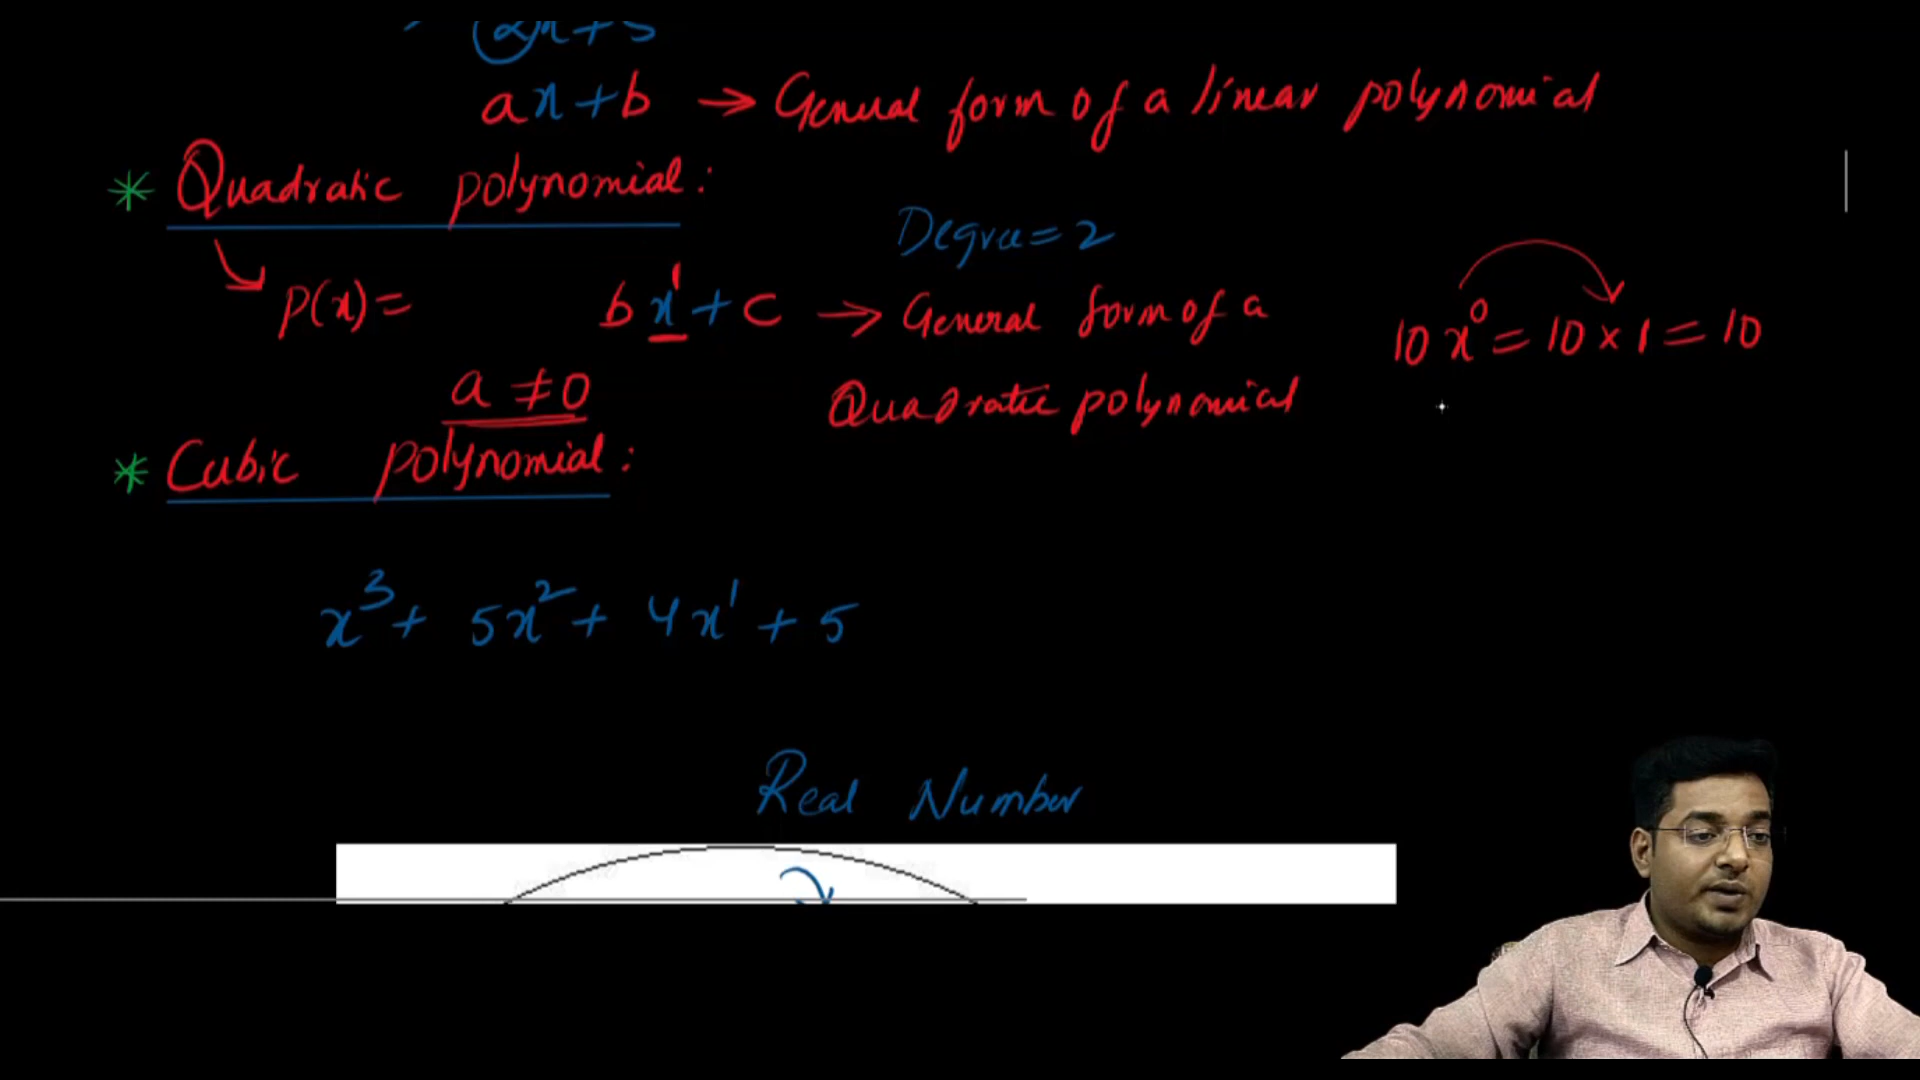 ax+b → General form of a linear polynomial
* Quadratic polynomial:
Degree=2
p(x)= bx¹+c → General form of a
Quadratic polynomial
10x⁰=10×1=10
a≠0
* Cubic polynomial:
x³+ 5x²+ 4x¹+5
Real Number